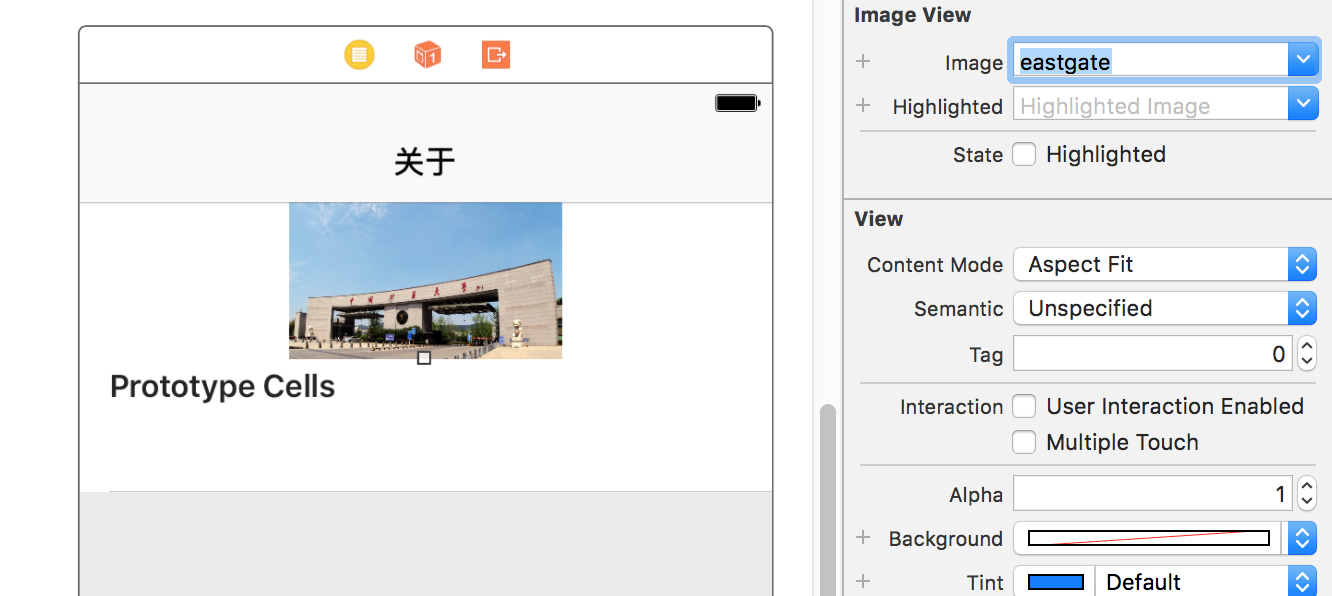 关于
Prototype Cells
Image View
Image eastgate
Highlighted Highlighted Image
State Highlighted
View
Content Mode Aspect Fit
Semantic Unspecified
Tag 0
Interaction User Interaction Enabled
Multiple Touch
Alpha 1
Background
Tint Default